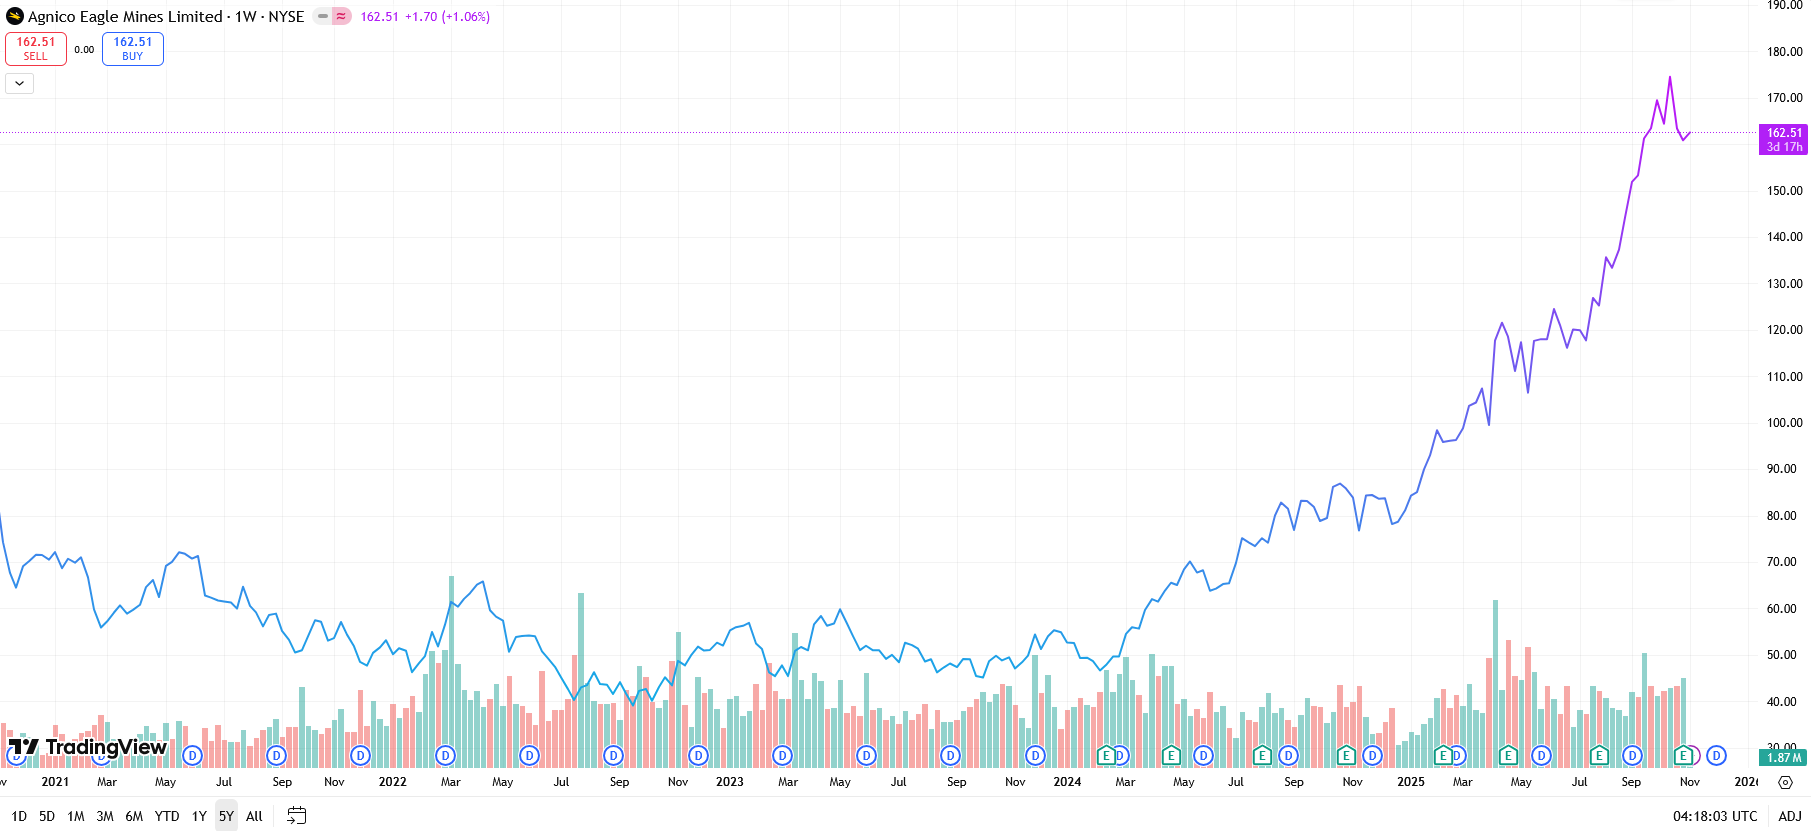 Agnico Eagle Mines Limited · 1W · NYSE 162.51 +1.70 (+1.06%)
162.51 SELL 0.00 162.51 BUY
190.00
180.00
170.00
162.51
3d 17h
150.00
140.00
130.00
120.00
110.00
100.00
90.00
80.00
70.00
60.00
50.00
40.00
30.00
1.87 M
TradingView
D D D D D D D D D D D D D E D E D E D E D E D E D E D E D
2021 Mar May Jul Sep Nov 2022 Mar May Jul Sep Nov 2023 Mar May Jul Sep Nov 2024 Mar May Jul Sep Nov 2025 Mar May Jul Sep Nov 2026
1D 5D 1M 3M 6M YTD 1Y 5Y All 04:18:03 UTC ADJ